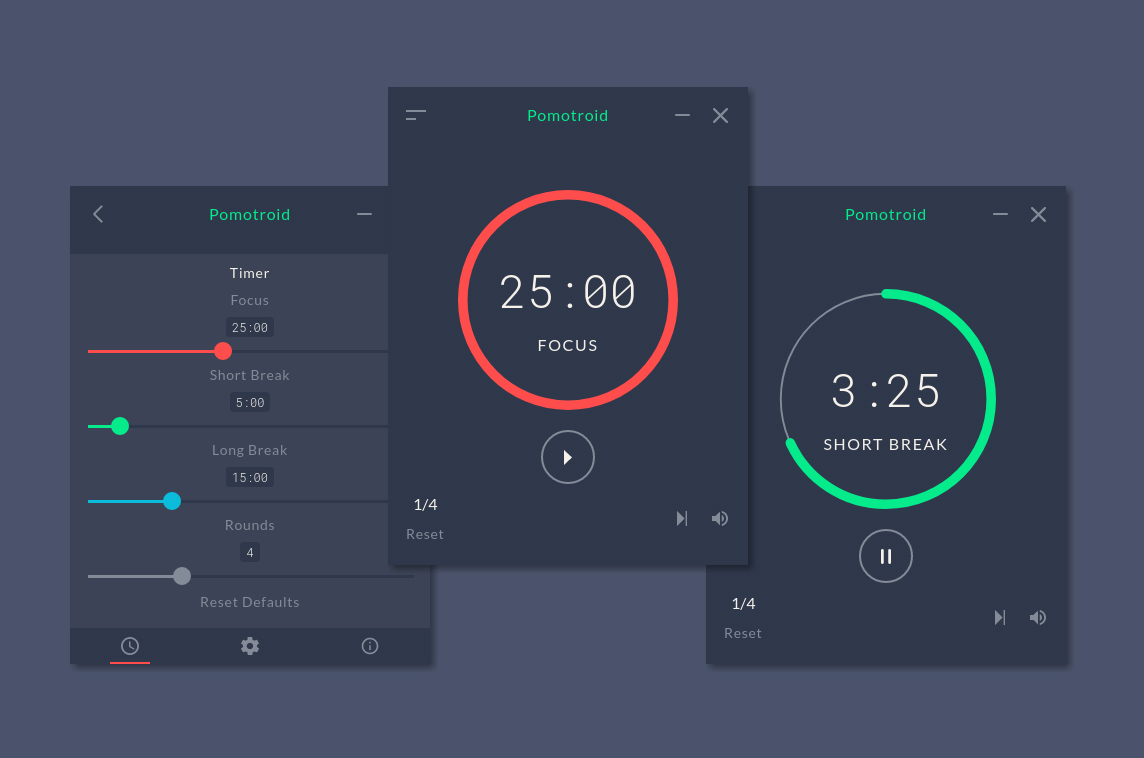 Pomotroid
Timer
Focus
25:00
Short Break
5:00
Long Break
15:00
Rounds
4
Reset Defaults
Pomotroid
25:00
FOCUS
1/4
Reset
Pomotroid
3:25
SHORT BREAK
1/4
Reset